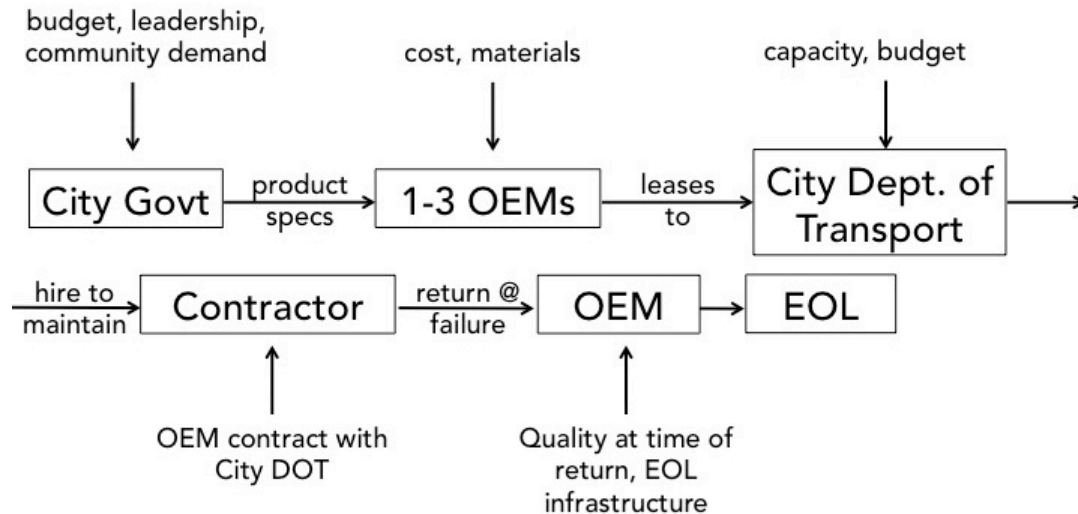 budget, leadership,
community demand
cost, materials
capacity, budget
City Govt
product
specs
1-3 OEMs
leases
to
City Dept. of
Transport
hire to
maintain
Contractor
return @
failure
OEM
EOL
OEM contract with
City DOT
Quality at time of
return, EOL
infrastructure